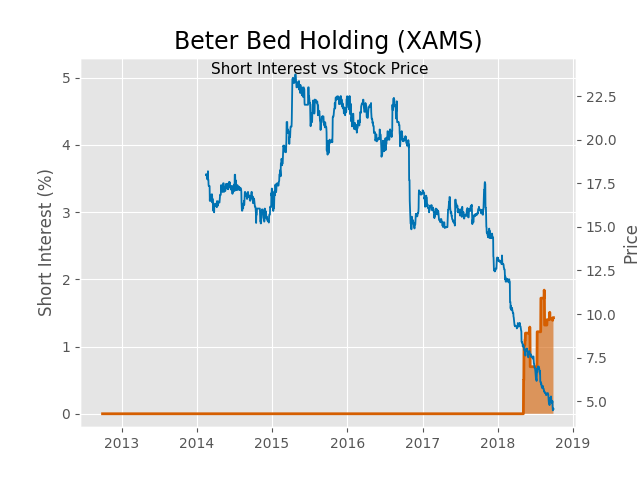 Beter Bed Holding (XAMS)
Short Interest vs Stock Price
Short Interest (%)
5
4
3
2
1
0
22.5
20.0
17.5
15.0
12.5
10.0
7.5
5.0
Price
2013 2014 2015 2016 2017 2018 2019